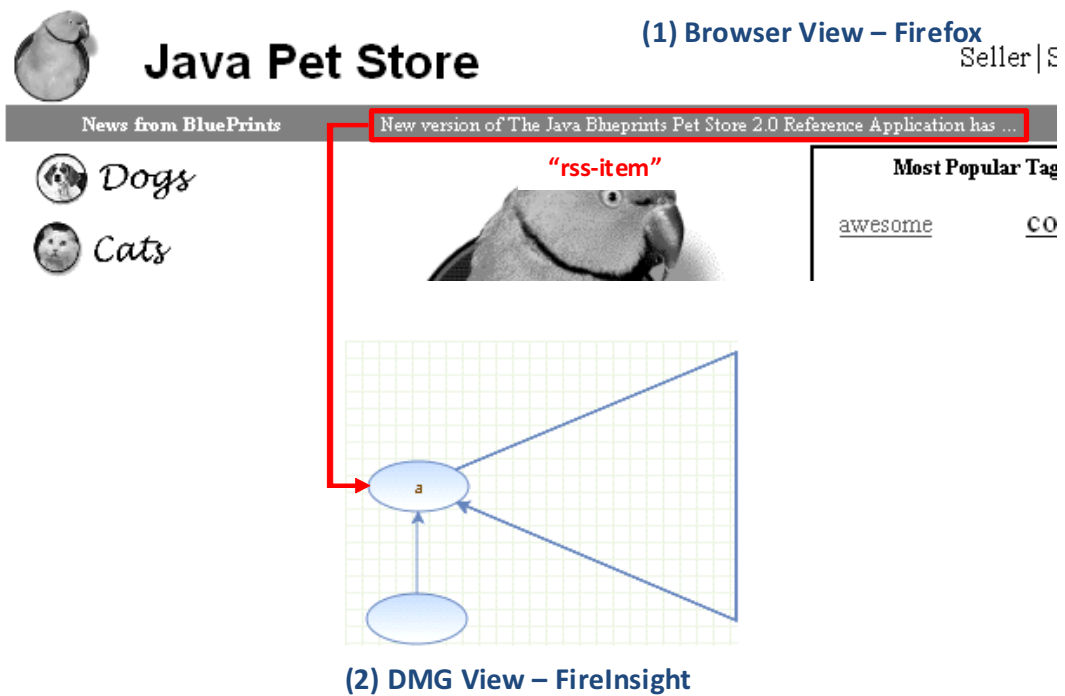 (1) Browser View – Firefox
Java Pet Store
Seller|S
News from BluePrints
New version of The Java Blueprints Pet Store 2.0 Reference Application has ...
"rss-item"
Dogs
Most Popular Tag
awesome
co
Cats
a
(2) DMG View – FireInsight